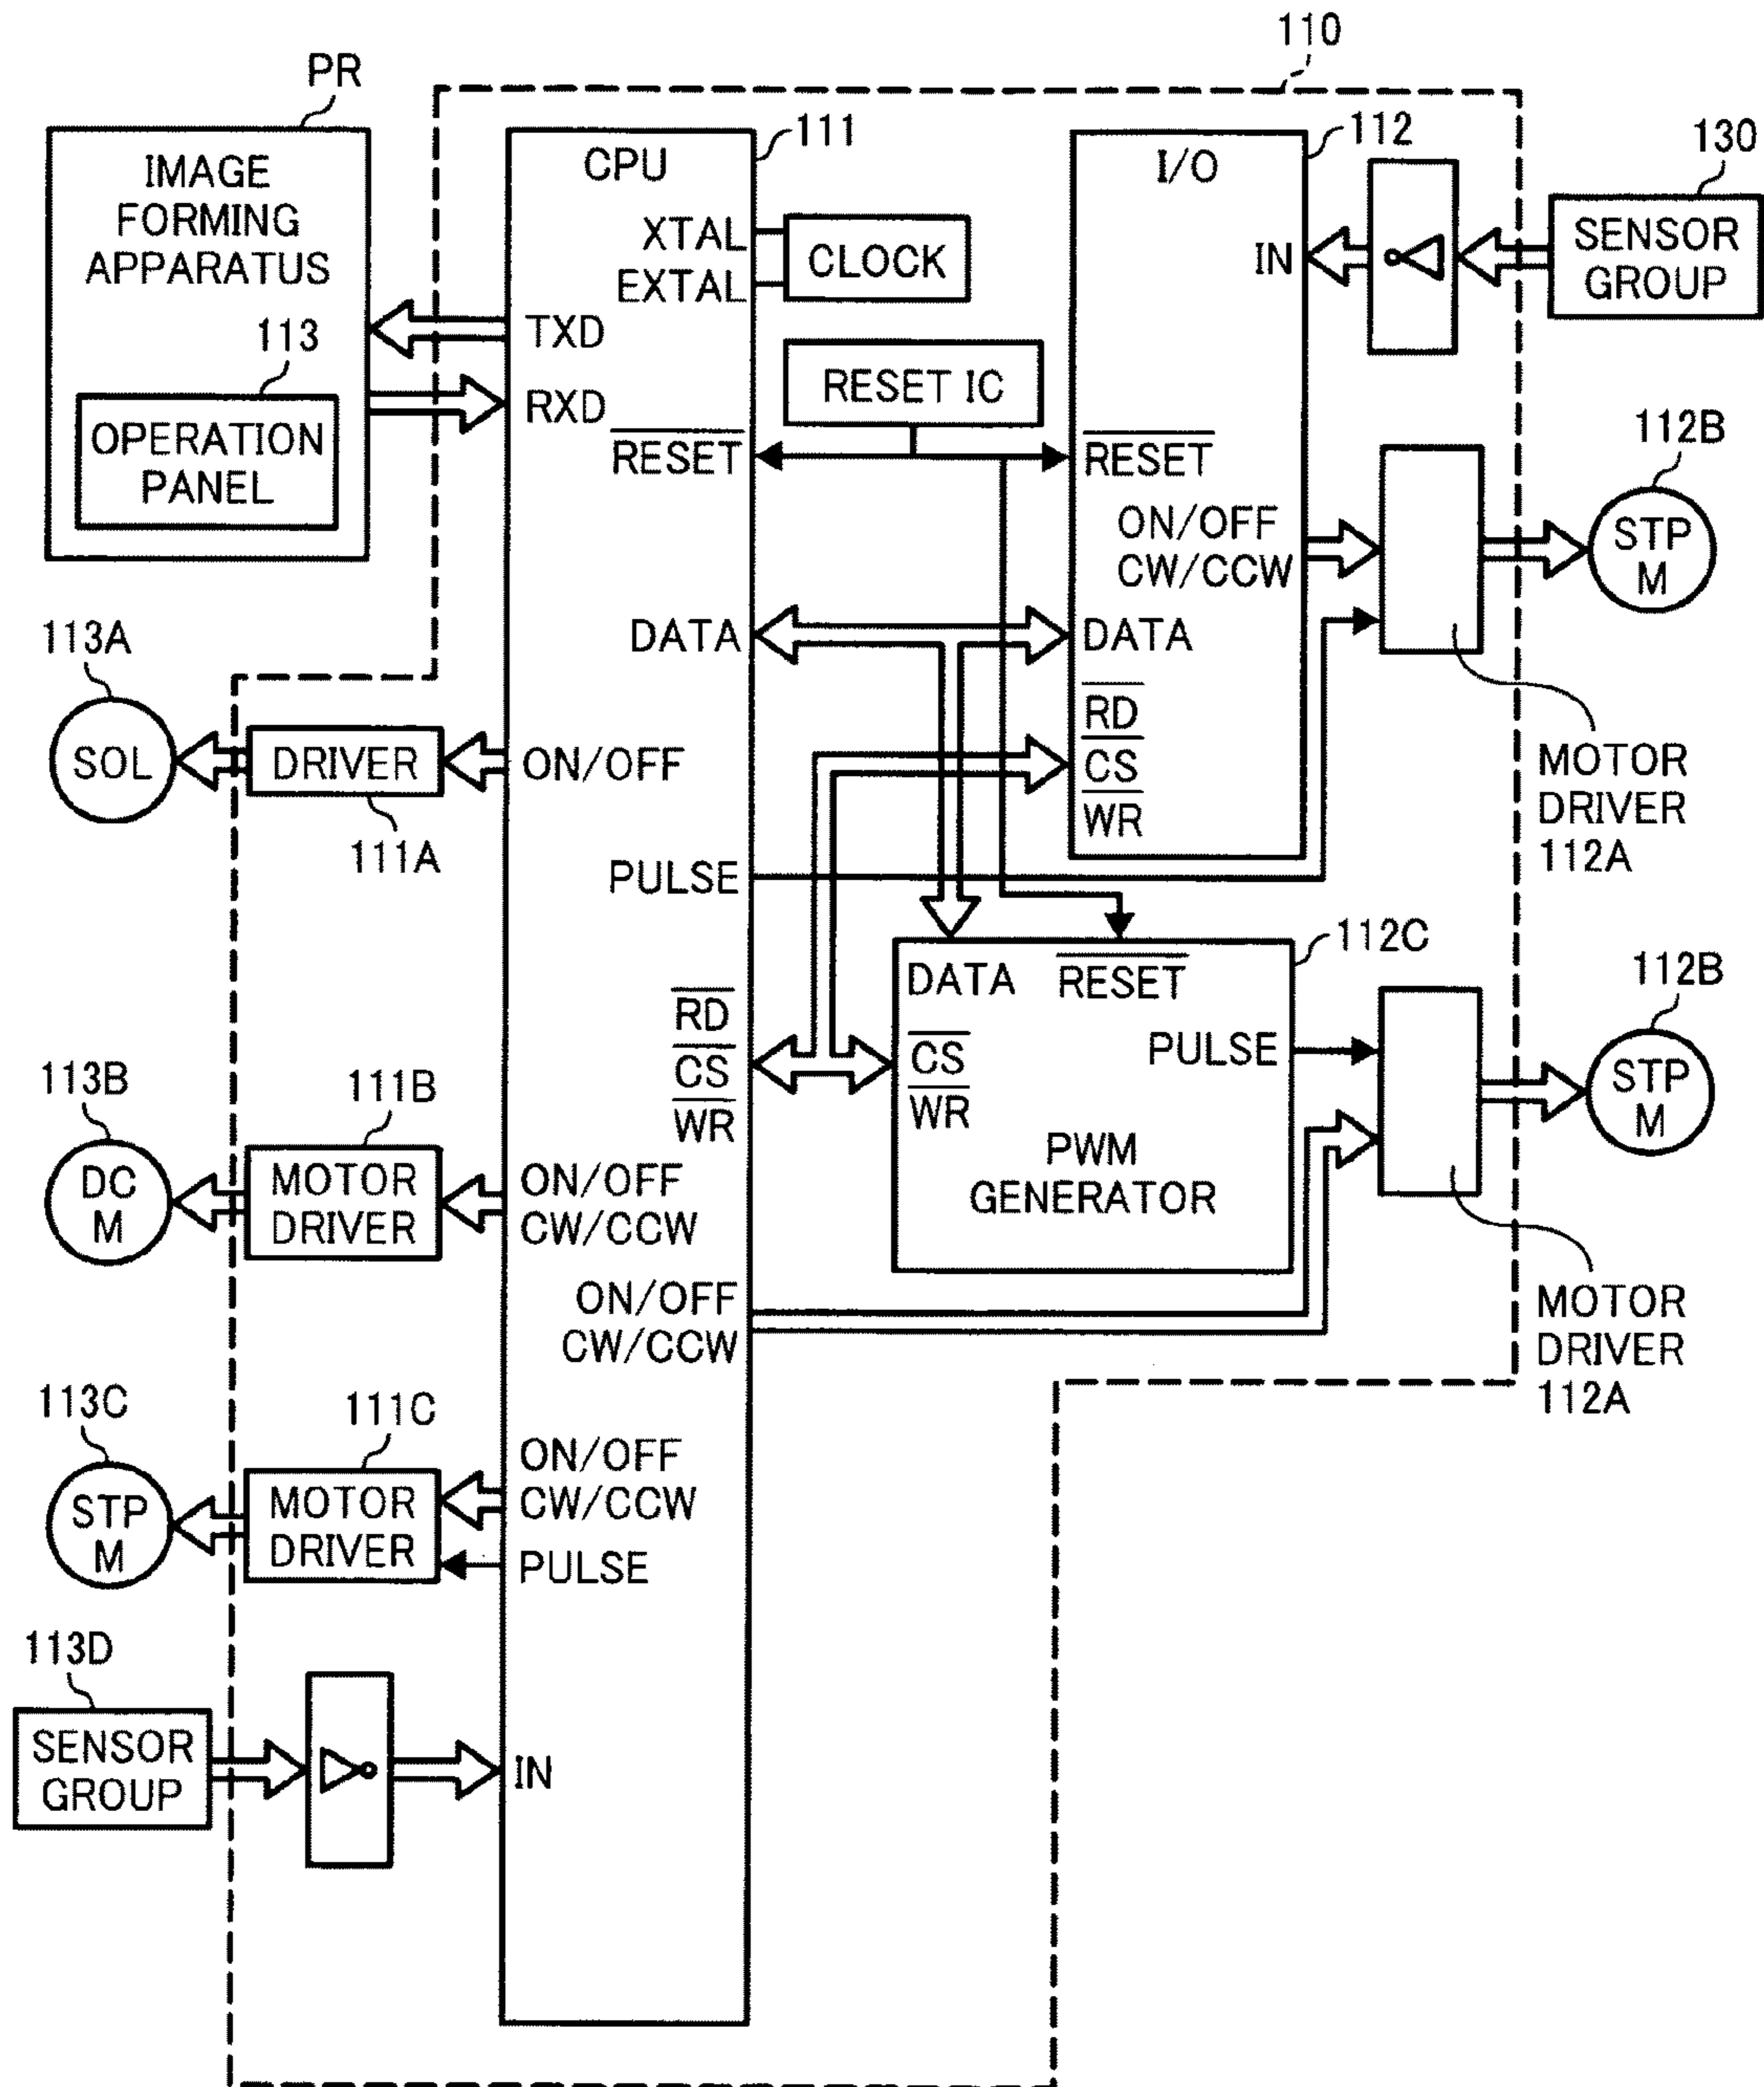 110
PR
IMAGE
FORMING
APPARATUS
113
OPERATION
PANEL
111
CPU
XTAL
EXTAL
CLOCK
TXD
RXD
RESET IC
RESET
112
I/O
IN
130
SENSOR
GROUP
RESET
ON/OFF
CW/CCW
112B
STP
M
DATA
DATA
RD
CS
WR
MOTOR
DRIVER
112A
113A
SOL
DRIVER
111A
ON/OFF
PULSE
112C
DATA
RESET
CS
WR
PULSE
PWM
GENERATOR
112B
STP
M
MOTOR
DRIVER
112A
RD
CS
WR
113B
DC
M
111B
MOTOR
DRIVER
ON/OFF
CW/CCW
ON/OFF
CW/CCW
113C
STP
M
111C
MOTOR
DRIVER
ON/OFF
CW/CCW
PULSE
113D
SENSOR
GROUP
IN